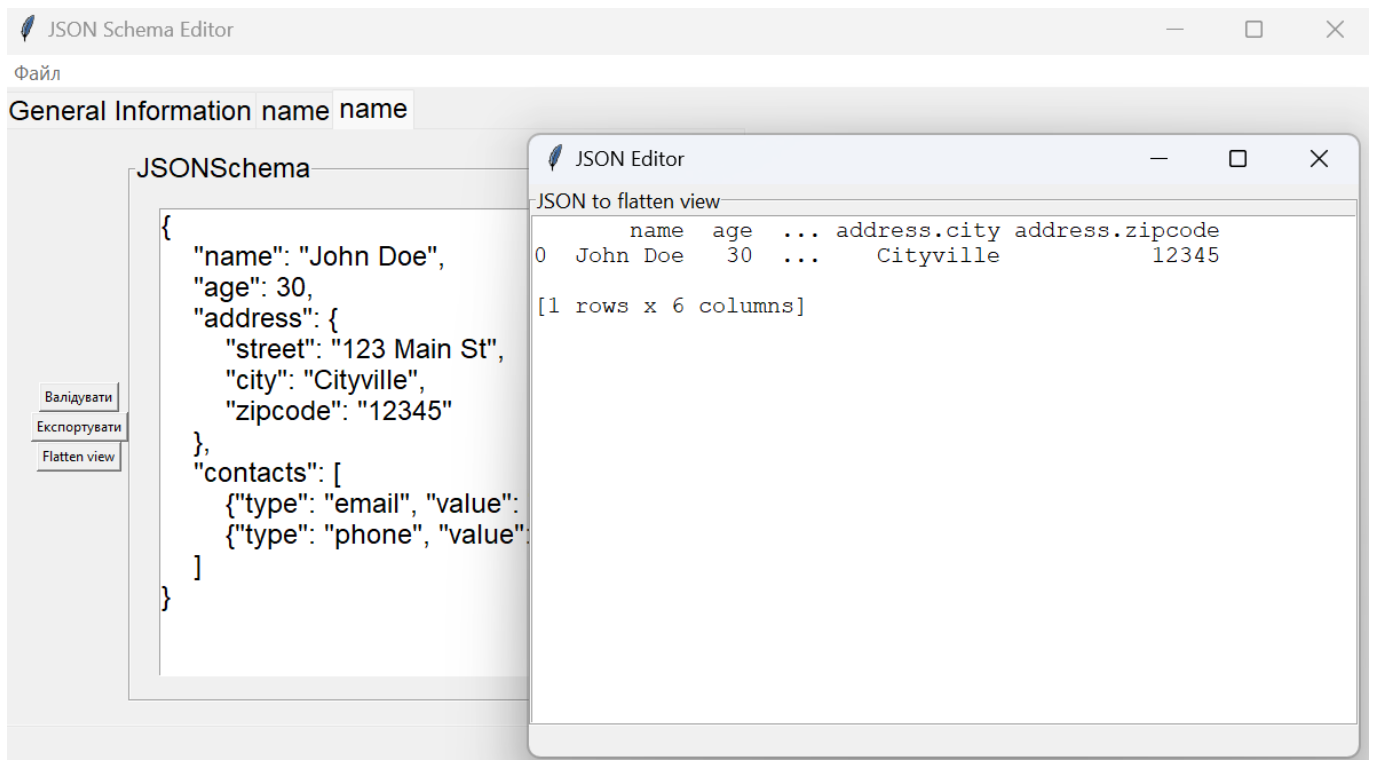 JSON Schema Editor
Файл
General Information name name
JSONSchema
{
"name": "John Doe",
"age": 30,
"address": {
"street": "123 Main St",
"city": "Cityville",
"zipcode": "12345"
},
"contacts": [
{"type": "email", "value":
{"type": "phone", "value":
]
}
Валідувати
Експортувати
Flatten view
JSON Editor
JSON to flatten view
name age ... address.city address.zipcode
0 John Doe 30 ... Cityville 12345
[1 rows x 6 columns]